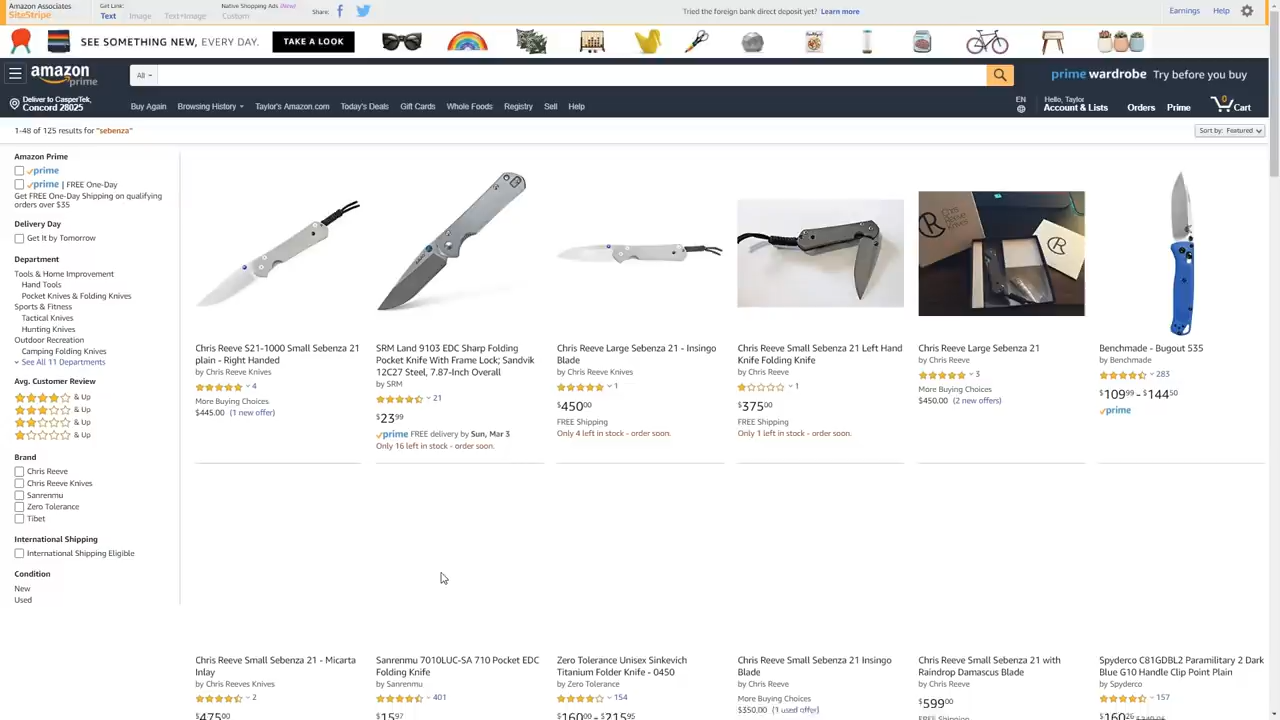 Amazon Associates
SiteStripe
Get Link:
Text
Image
Text+Image
Native Shopping Ads (New)
Custom
Share:
Tried the foreign bank direct deposit yet? Learn more
Earnings
Help
SEE SOMETHING NEW, EVERY DAY.
TAKE A LOOK
amazon
prime
All
prime wardrobe Try before you buy
Deliver to CasperTek,
Concord 28025
Buy Again
Browsing History
Taylor's Amazon.com
Today's Deals
Gift Cards
Whole Foods
Registry
Sell
Help
EN
Hello, Taylor
Account & Lists
Orders
Prime
0
Cart
1-48 of 125 results for "sebenza"
Sort by: Featured
Amazon Prime
prime
prime | FREE One-Day
Get FREE One-Day Shipping on qualifying
orders over $35
Delivery Day
Get It by Tomorrow
Department
Tools & Home Improvement
Hand Tools
Pocket Knives & Folding Knives
Sports & Fitness
Tactical Knives
Hunting Knives
Outdoor Recreation
Camping Folding Knives
See All 11 Departments
Avg. Customer Review
& Up
& Up
& Up
& Up
Brand
Chris Reeve
Chris Reeve Knives
Sanrenmu
Zero Tolerance
Tibet
International Shipping
International Shipping Eligible
Condition
New
Used
Chris Reeve S21-1000 Small Sebenza 21
plain - Right Handed
by Chris Reeve Knives
4
More Buying Choices
$445.00 (1 new offer)
SRM Land 9103 EDC Sharp Folding
Pocket Knife With Frame Lock; Sandvik
12C27 Steel, 7.87-Inch Overall
by SRM
21
$23.99
prime FREE delivery by Sun, Mar 3
Only 16 left in stock - order soon.
Chris Reeve Large Sebenza 21 - Insingo
Blade
by Chris Reeve Knives
1
$450.00
FREE Shipping
Only 4 left in stock - order soon.
Chris Reeve Small Sebenza 21 Left Hand
Knife Folding Knife
by Chris Reeve
1
$375.00
FREE Shipping
Only 1 left in stock - order soon.
Chris Reeve Large Sebenza 21
by Chris Reeve
3
More Buying Choices
$450.00 (2 new offers)
Benchmade - Bugout 535
by Benchmade
283
$109.99 - $144.50
prime
Chris Reeve Small Sebenza 21 - Micarta
Inlay
by Chris Reeves Knives
2
$475.00
Sanrenmu 7010LUC-SA 710 Pocket EDC
Folding Knife
by Sanrenmu
401
$15.97
Zero Tolerance Unisex Sinkevich
Titanium Folder Knife - 0450
by Zero Tolerance
154
$160.00 - $215.95
Chris Reeve Small Sebenza 21 Insingo
Blade
by Chris Reeve
More Buying Choices
$350.00 (1 used offer)
Chris Reeve Small Sebenza 21 with
Raindrop Damascus Blade
by Chris Reeve
$599.00
FREE Shipping
Spyderco C81GDBL2 Paramilitary 2 Dark
Blue G10 Handle Clip Point Plain
by Spyderco
157
$160.26